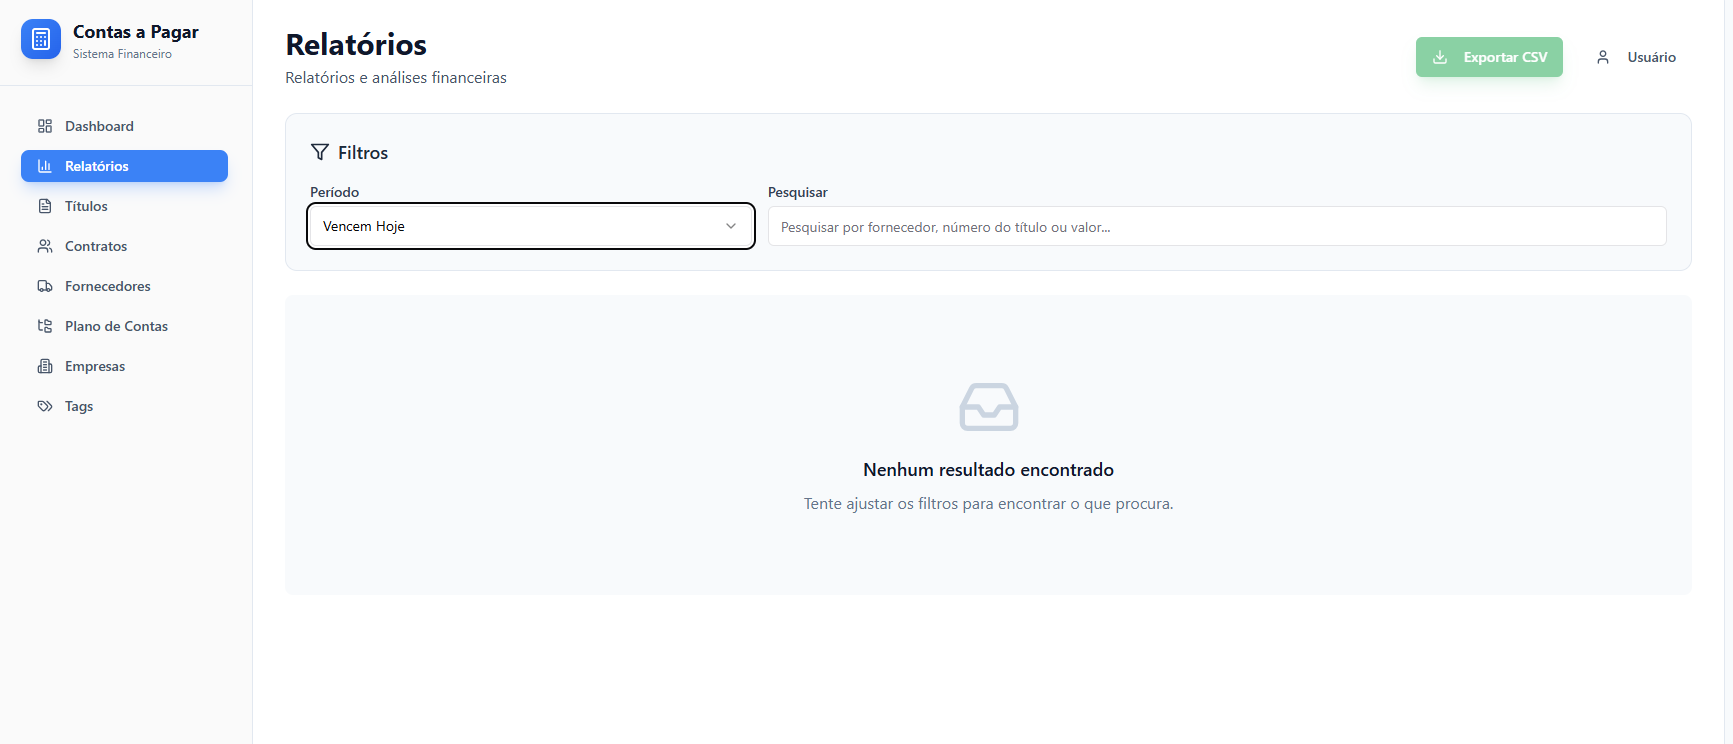 Contas a Pagar
Sistema Financeiro
Dashboard
Relatórios
Títulos
Contratos
Fornecedores
Plano de Contas
Empresas
Tags
Relatórios
Relatórios e análises financeiras
Exportar CSV
Usuário
Filtros
Período
Vencem Hoje
Pesquisar
Pesquisar por fornecedor, número do título ou valor...
Nenhum resultado encontrado
Tente ajustar os filtros para encontrar o que procura.